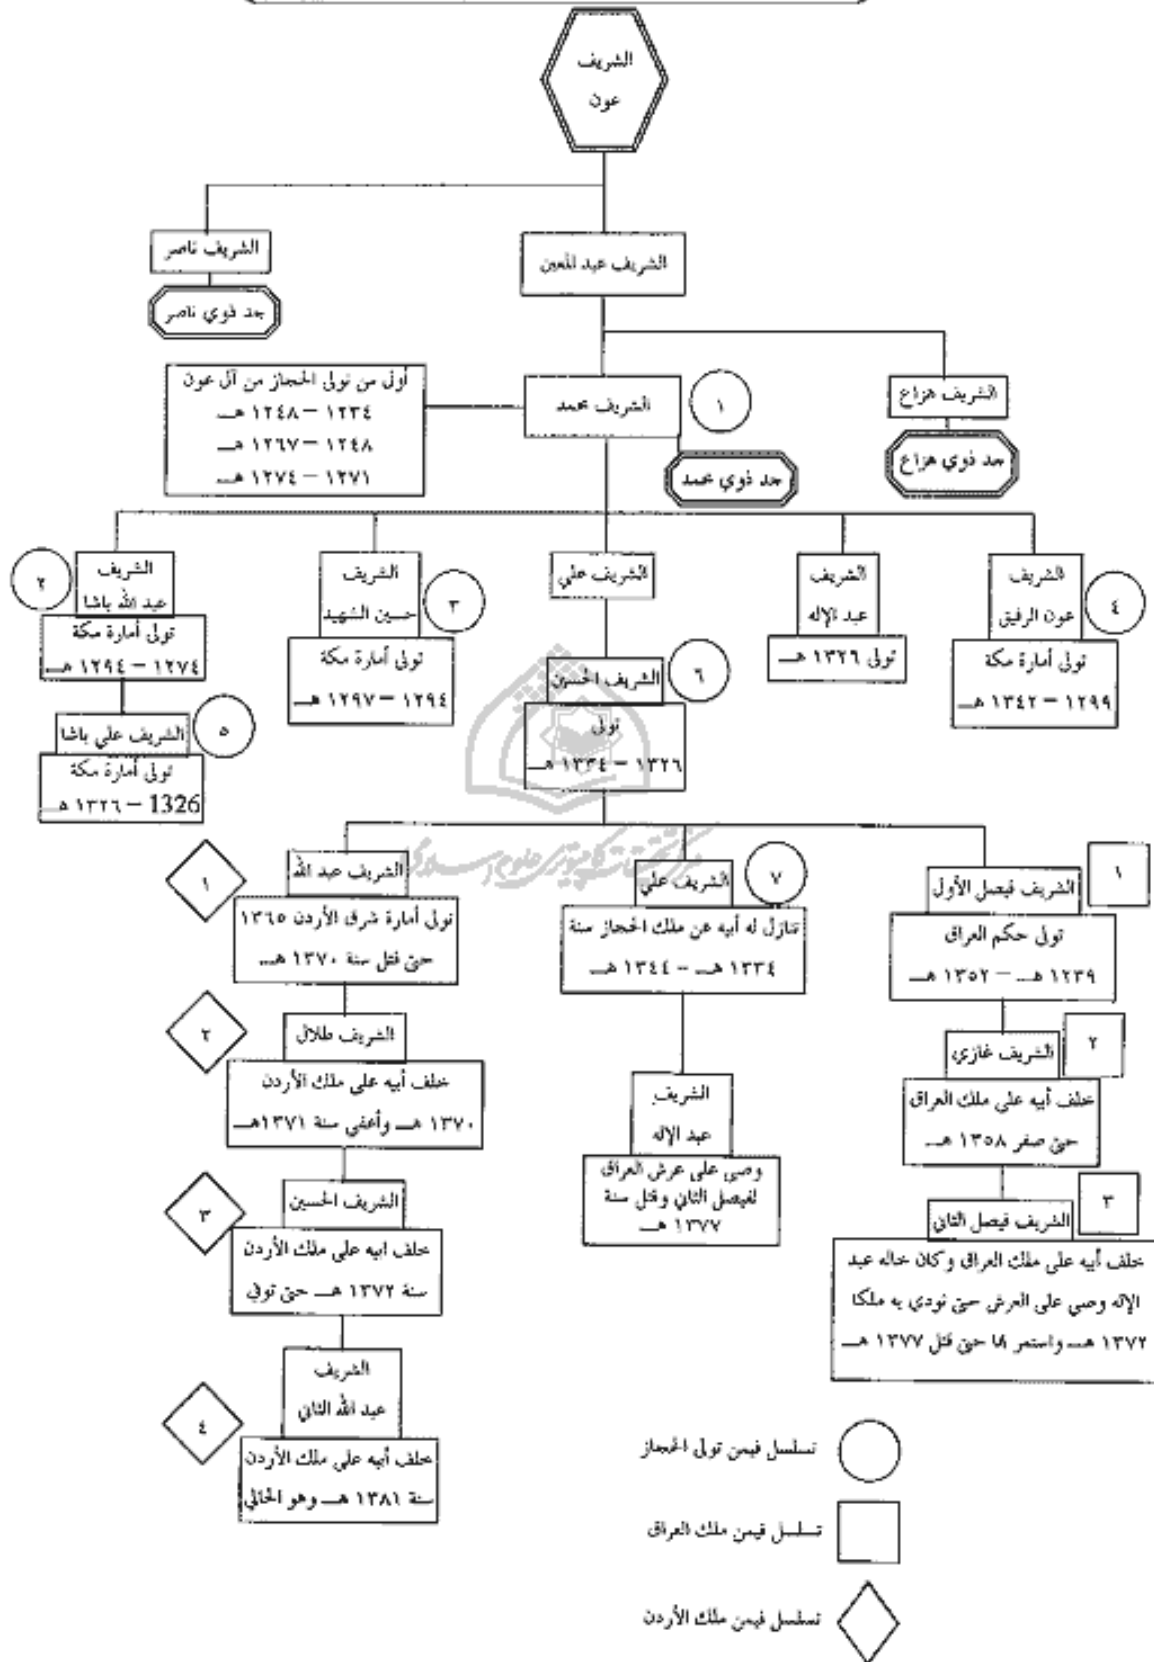 الشريف
عون
الشريف ناصر
جد ذوي ناصر
الشريف عبد المعين
الشريف هزاع
جد ذوي هزاع
١
الشريف محمد
جد ذوي محمد
أول من تولى الحجاز من آل عون
١٢٣٤ – ١٢٤٨ هـ
١٢٤٨ – ١٢٦٧ هـ
١٢٧١ – ١٢٧٤ هـ
٤
الشريف
عون الرفيق
تولى أمارة مكة
١٢٩٩ – ١٣٤٢ هـ
الشريف
عبد الإله
تولى ١٣٢٦ هـ
الشريف علي
٦
الشريف الحسين
تولى
١٣٢٦ – ١٣٣٤ هـ
٣
الشريف
حسين الشهيد
تولى أمارة مكة
١٢٩٤ – ١٢٩٧ هـ
٢
الشريف
عبد الله باشا
تولى أمارة مكة
١٢٧٤ – ١٢٩٤ هـ
٥
الشريف علي باشا
تولى أمارة مكة
1326 – ١٣٢٦ هـ
١
الشريف فيصل الأول
تولى حكم العراق
١٢٣٩ هـ – ١٣٥٢ هـ
٢
الشريف غازي
خلف أبيه على ملك العراق
حتى صفر ١٣٥٨ هـ
٣
الشريف فيصل الثاني
خلف أبيه على ملك العراق وكان خاله عبد
الإله وصي على العرش حتى نودي به ملكا
١٣٧٢ هـ واستمر بها حتى قتل ١٣٧٧ هـ
٧
الشريف علي
تنازل له أبيه عن ملك الحجاز سنة
١٣٣٤ هـ – ١٣٤٤ هـ
الشريف
عبد الإله
وصي على عرش العراق
لفيصل الثاني وقتل سنة
١٣٧٧ هـ
١
الشريف عبد الله
تولى أمارة شرق الأردن ١٣٦٥
حتى قتل سنة ١٣٧٠ هـ
٢
الشريف طلال
خلف أبيه على ملك الأردن
١٣٧٠ هـ وأعفي سنة ١٣٧١هـ
٣
الشريف الحسين
خلف ابيه على ملك الأردن
سنة ١٣٧٢ هـ حتى توفي
٤
الشريف
عبد الله الثاني
خلف أبيه على ملك الأردن
سنة ١٣٨١ هـ وهو الحالي
تسلسل فيمن تولى الحجاز
تسلسل فيمن ملك العراق
تسلسل فيمن ملك الأردن